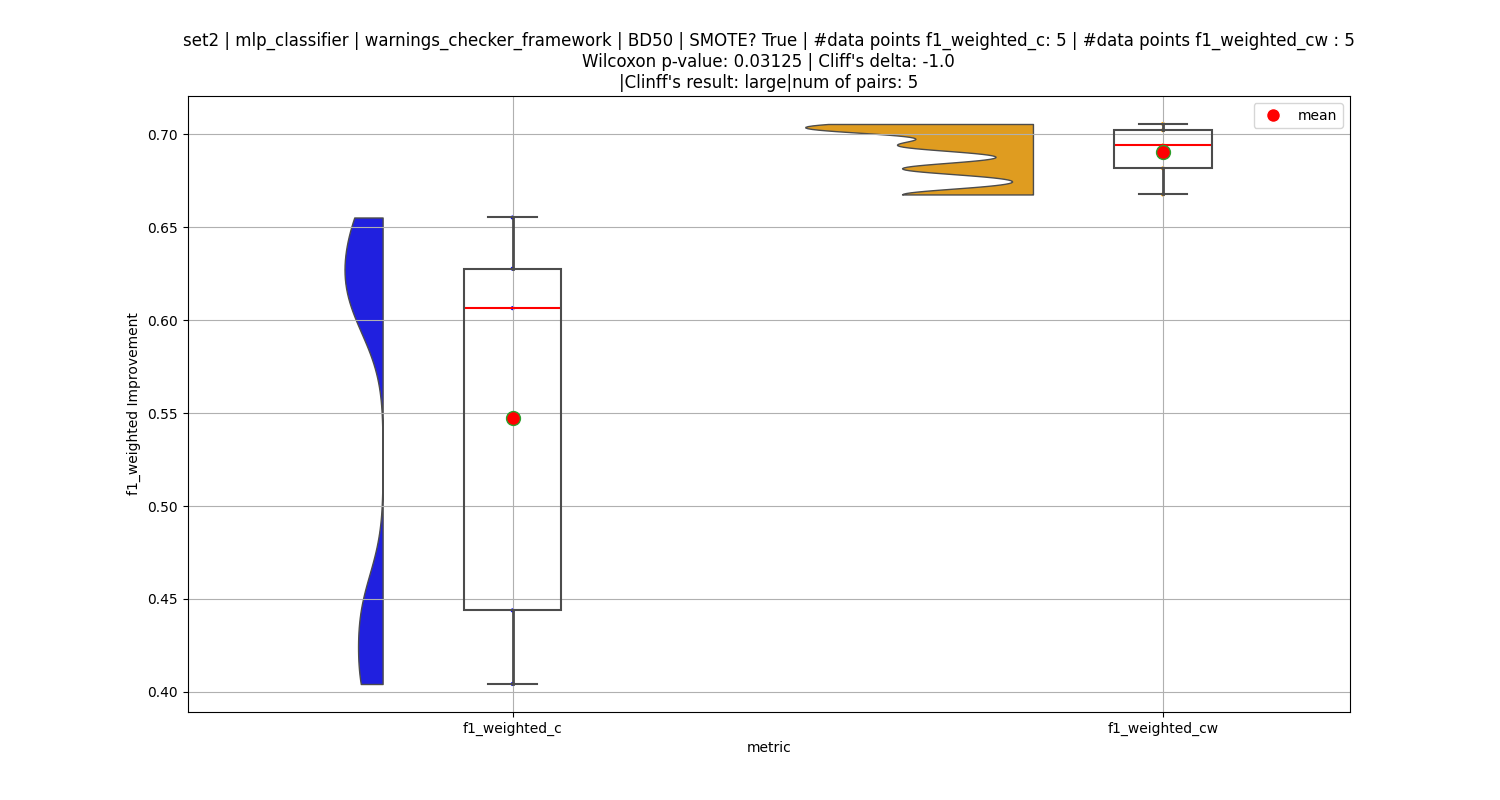 set2 | mlp_classifier | warnings_checker_framework | BD50 | SMOTE? True | #data points f1_weighted_c: 5 | #data points f1_weighted_cw : 5
Wilcoxon p-value: 0.03125 | Cliff's delta: -1.0
|Clinff's result: large|num of pairs: 5
mean
0.70
0.65
0.60
0.55
0.50
0.45
0.40
f1_weighted Improvement
f1_weighted_c
f1_weighted_cw
metric